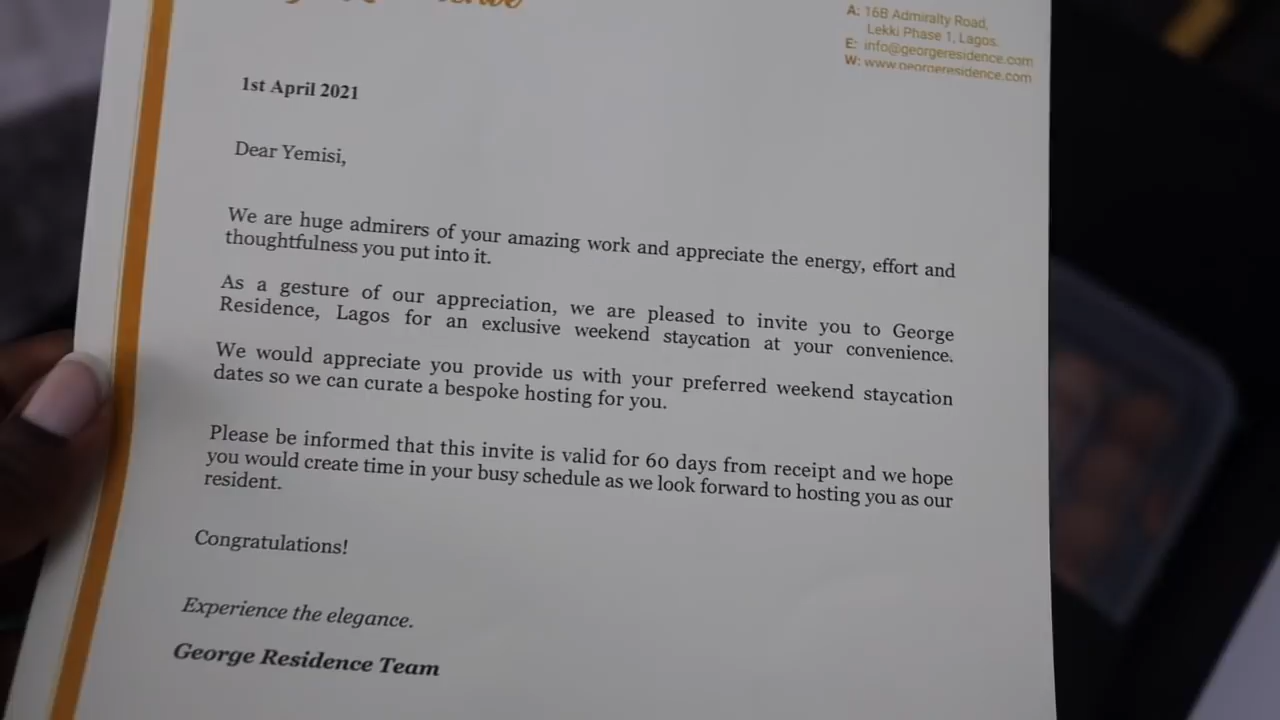 A: 16B Admiralty Road,
Lekki Phase 1, Lagos.
E: info@georgeresidence.com
W: www.georgeresidence.com
1st April 2021
Dear Yemisi,
We are huge admirers of your amazing work and appreciate the energy, effort and
thoughtfulness you put into it.
As a gesture of our appreciation, we are pleased to invite you to George
Residence, Lagos for an exclusive weekend staycation at your convenience.
We would appreciate you provide us with your preferred weekend staycation
dates so we can curate a bespoke hosting for you.
Please be informed that this invite is valid for 60 days from receipt and we hope
you would create time in your busy schedule as we look forward to hosting you as our
resident.
Congratulations!
Experience the elegance.
George Residence Team